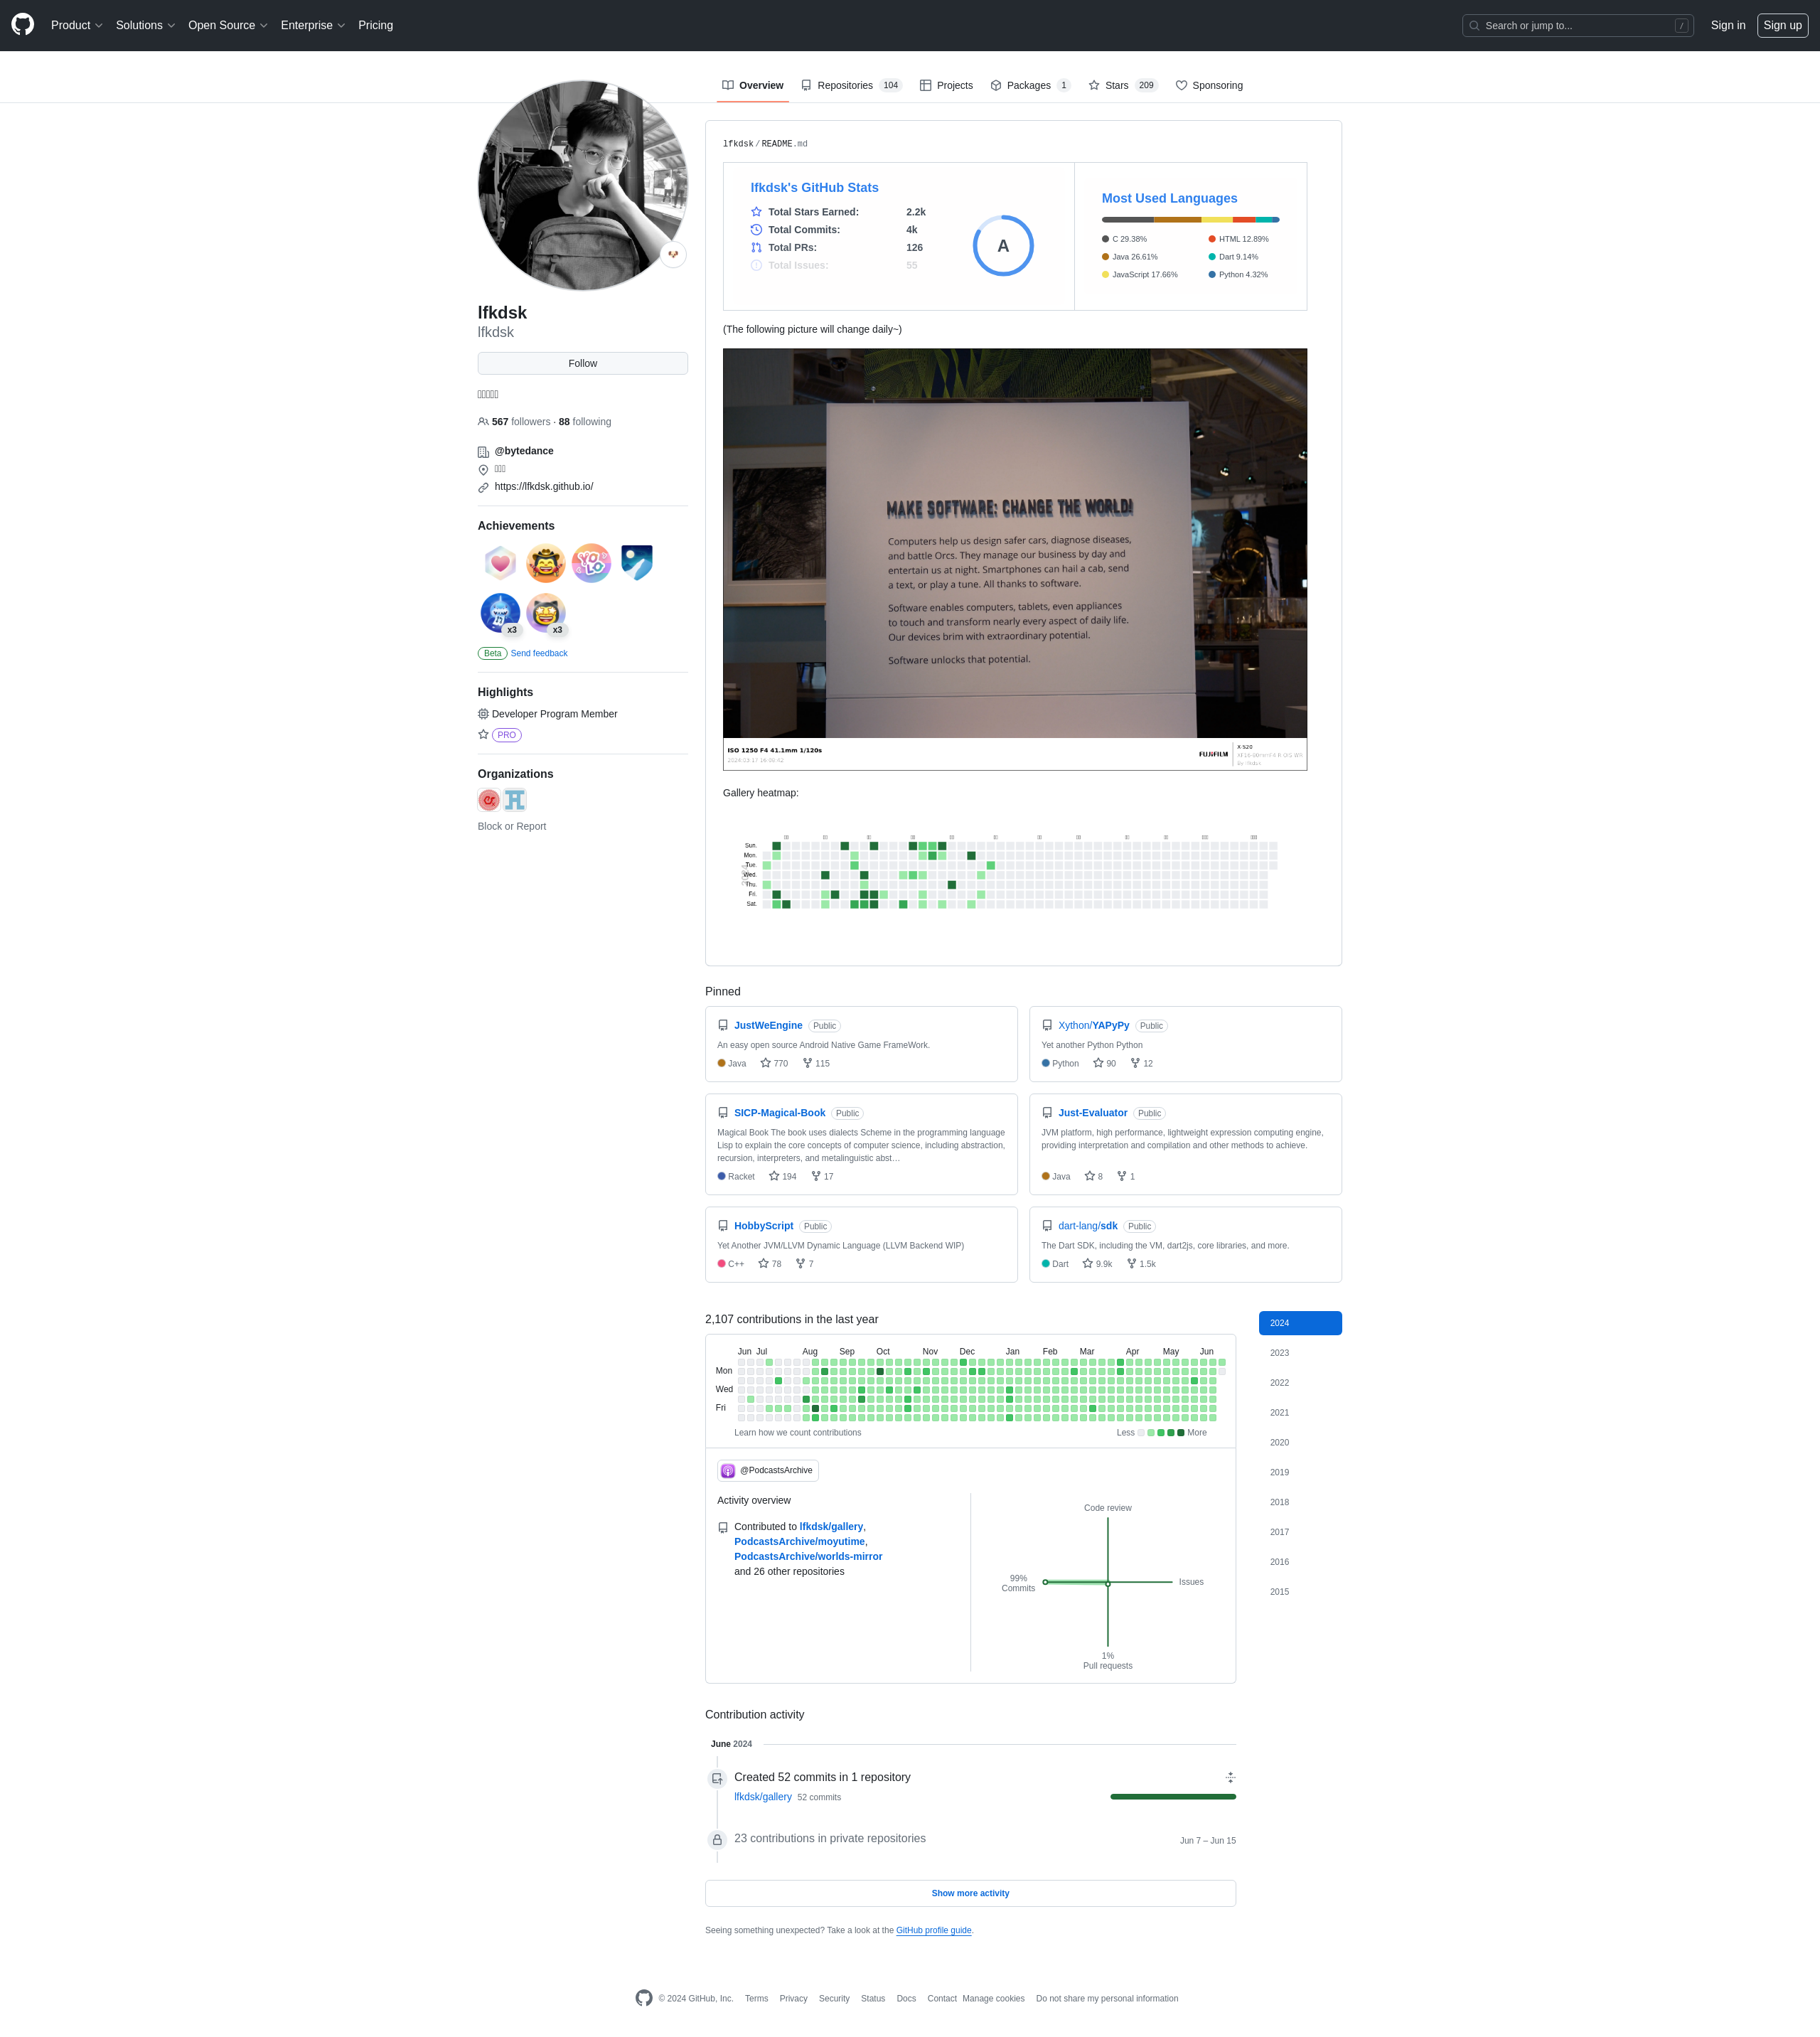 Product
Solutions
Open Source
Enterprise
Pricing
Search or jump to...
/
Sign in
Sign up
Overview
Repositories 104
Projects
Packages 1
Stars 209
Sponsoring
lfkdsk
lfkdsk
Follow
567 followers · 88 following
@bytedance
https://lfkdsk.github.io/
Achievements
YOLO
x3
x3
Beta Send feedback
Highlights
Developer Program Member
PRO
Organizations
Block or Report
lfkdsk / README.md
lfkdsk's GitHub Stats
Total Stars Earned: 2.2k
Total Commits: 4k
Total PRs: 126
Total Issues: 55
A
Most Used Languages
C 29.38%
Java 26.61%
JavaScript 17.66%
HTML 12.89%
Dart 9.14%
Python 4.32%
(The following picture will change daily~)
MAKE SOFTWARE: CHANGE THE WORLD!
Computers help us design safer cars, diagnose diseases,
and battle Orcs. They manage our business by day and
entertain us at night. Smartphones can hail a cab, send
a text, or play a tune. All thanks to software.
Software enables computers, tablets, even appliances
to touch and transform nearly every aspect of daily life.
Our devices brim with extraordinary potential.
Software unlocks that potential.
ISO 1250 F4 41.1mm 1/120s
FUJIFILM
X-S20
Gallery heatmap:
Sun.
Mon.
Tue.
Wed.
Thu.
Fri.
Sat.
Pinned
JustWeEngine Public
An easy open source Android Native Game FrameWork.
Java 770 115
Xython/YAPyPy Public
Yet another Python Python
Python 90 12
SICP-Magical-Book Public
Magical Book The book uses dialects Scheme in the programming language
Lisp to explain the core concepts of computer science, including abstraction,
recursion, interpreters, and metalinguistic abst…
Racket 194 17
Just-Evaluator Public
JVM platform, high performance, lightweight expression computing engine,
providing interpretation and compilation and other methods to achieve.
Java 8 1
HobbyScript Public
Yet Another JVM/LLVM Dynamic Language (LLVM Backend WIP)
C++ 78 7
dart-lang/sdk Public
The Dart SDK, including the VM, dart2js, core libraries, and more.
Dart 9.9k 1.5k
2,107 contributions in the last year
Jun Jul Aug Sep Oct Nov Dec Jan Feb Mar Apr May Jun
Mon
Wed
Fri
Learn how we count contributions
Less More
2024
2023
2022
2021
2020
2019
2018
2017
2016
2015
@PodcastsArchive
Activity overview
Contributed to lfkdsk/gallery,
PodcastsArchive/moyutime,
PodcastsArchive/worlds-mirror
and 26 other repositories
Code review
99%
Commits
Issues
1%
Pull requests
Contribution activity
June 2024
Created 52 commits in 1 repository
lfkdsk/gallery 52 commits
23 contributions in private repositories
Jun 7 – Jun 15
Show more activity
Seeing something unexpected? Take a look at the GitHub profile guide.
© 2024 GitHub, Inc.
Terms
Privacy
Security
Status
Docs
Contact
Manage cookies
Do not share my personal information